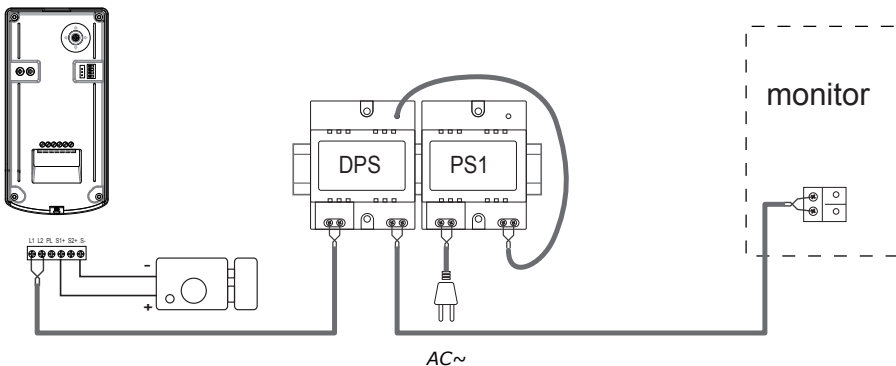 monitor
DPS PS1
L1 L2 PL S1+ S2+ S-
-
+
AC~